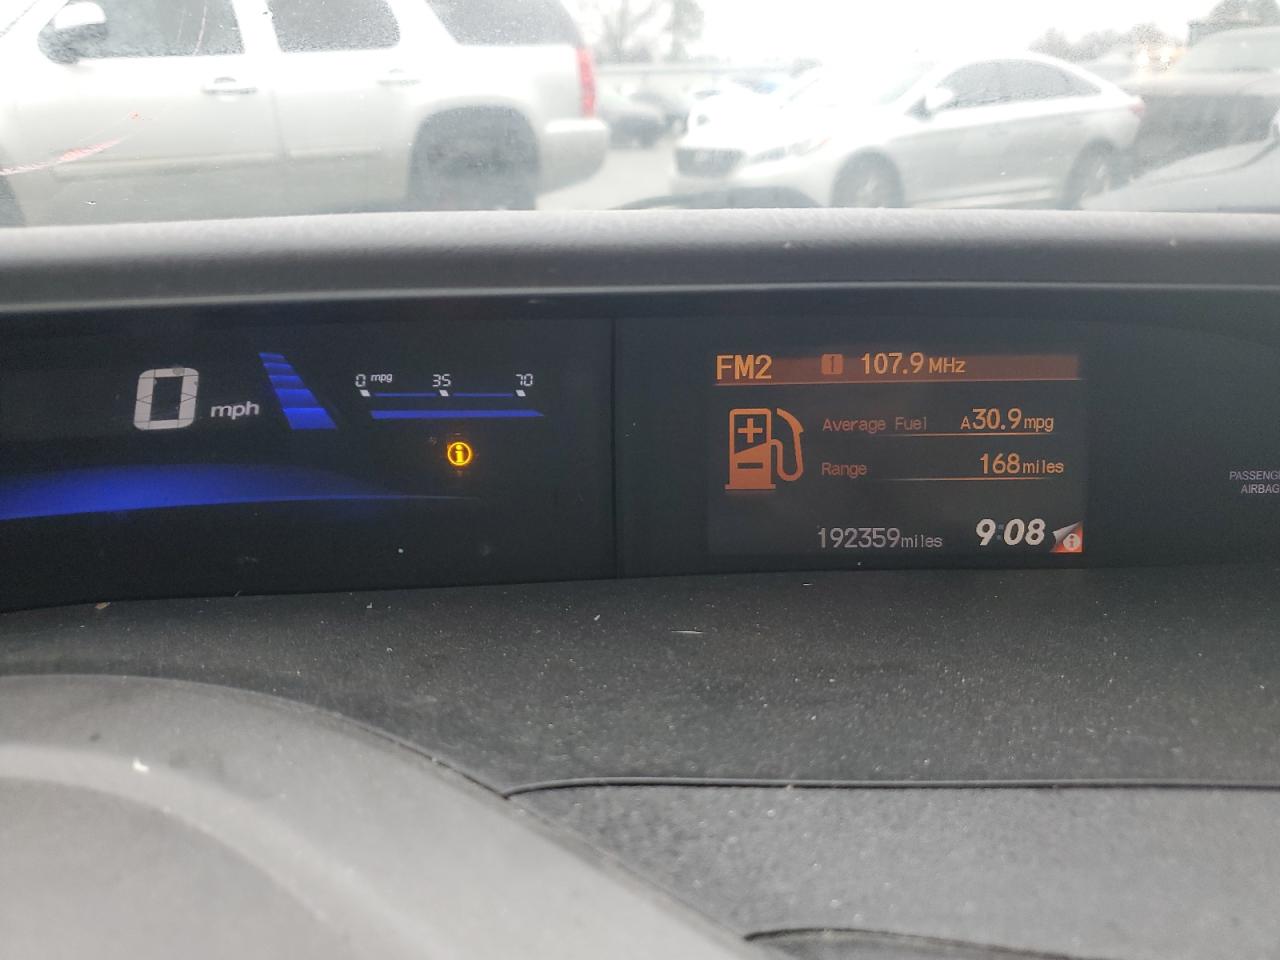 0 mph
0 mpg 35 70
FM2 107.9 MHz
Average Fuel A30.9 mpg
Range 168 miles
192359 miles 9:08
AIRBAG